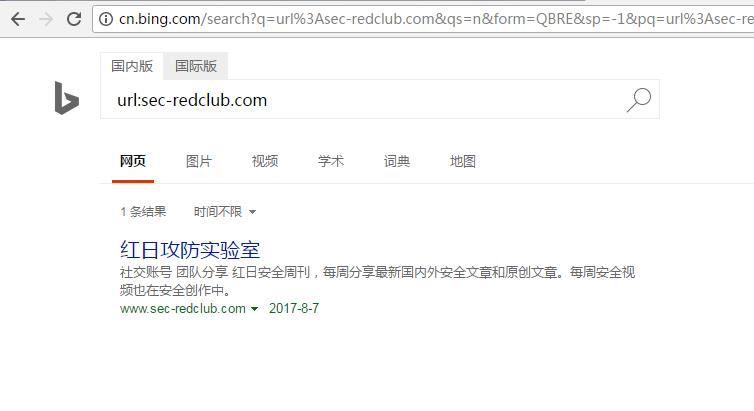 cn.bing.com/search?q=url%3Asec-redclub.com&qs=n&form=QBRE&sp=-1&pq=url%3Asec-re
国内版 国际版
url:sec-redclub.com
网页 图片 视频 学术 词典 地图
1 条结果 时间不限
红日攻防实验室
社交账号 团队分享 红日安全周刊，每周分享最新国内外安全文章和原创文章。每周安全视
频也在安全创作中。
www.sec-redclub.com 2017-8-7